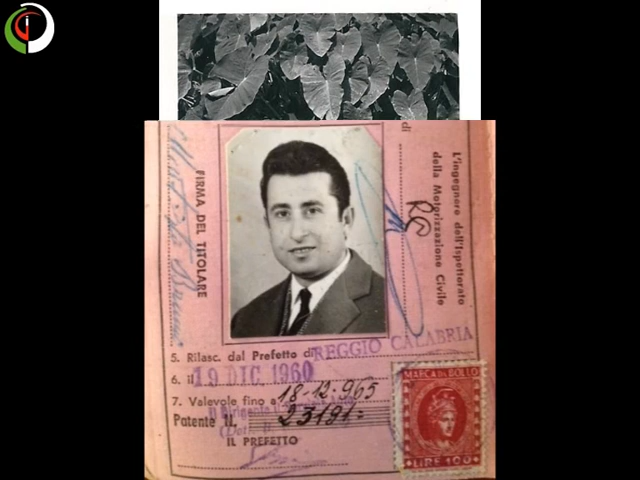 FIRMA DEL TITOLARE
di
L'ingegnere dell'Ispettorato
della Motorizzazione Civile
5. Rilasc. dal Prefetto di REGGIO CALABRIA
6. il 19 DIC 1960
7. Valevole fino a 18-12-965
Patente N. 23191
IL PREFETTO
MARCA DA BOLLO
LIRE 100